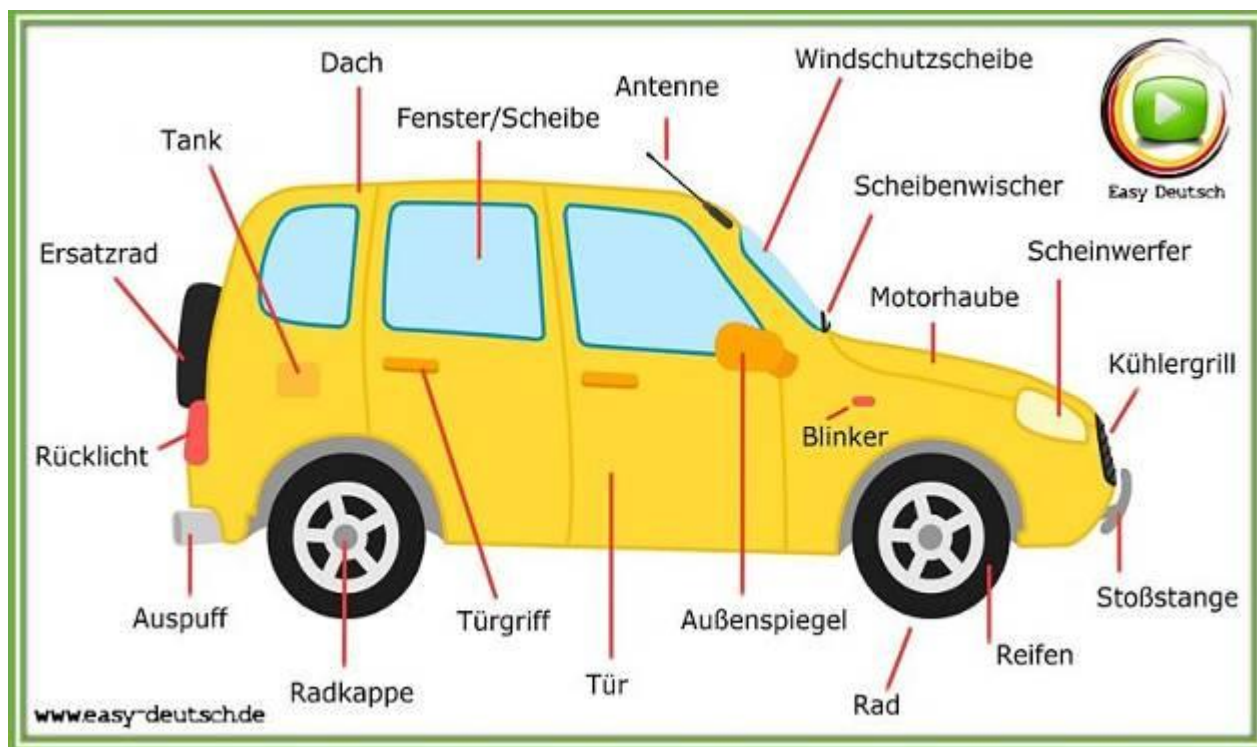 Dach
Windschutzscheibe
Antenne
Fenster/Scheibe
Tank
Scheibenwischer
Easy Deutsch
Ersatzrad
Scheinwerfer
Motorhaube
Kühlergrill
Blinker
Rücklicht
Stoßstange
Auspuff
Türgriff
Außenspiegel
Reifen
Radkappe
Tür
Rad
www.easy-deutsch.de